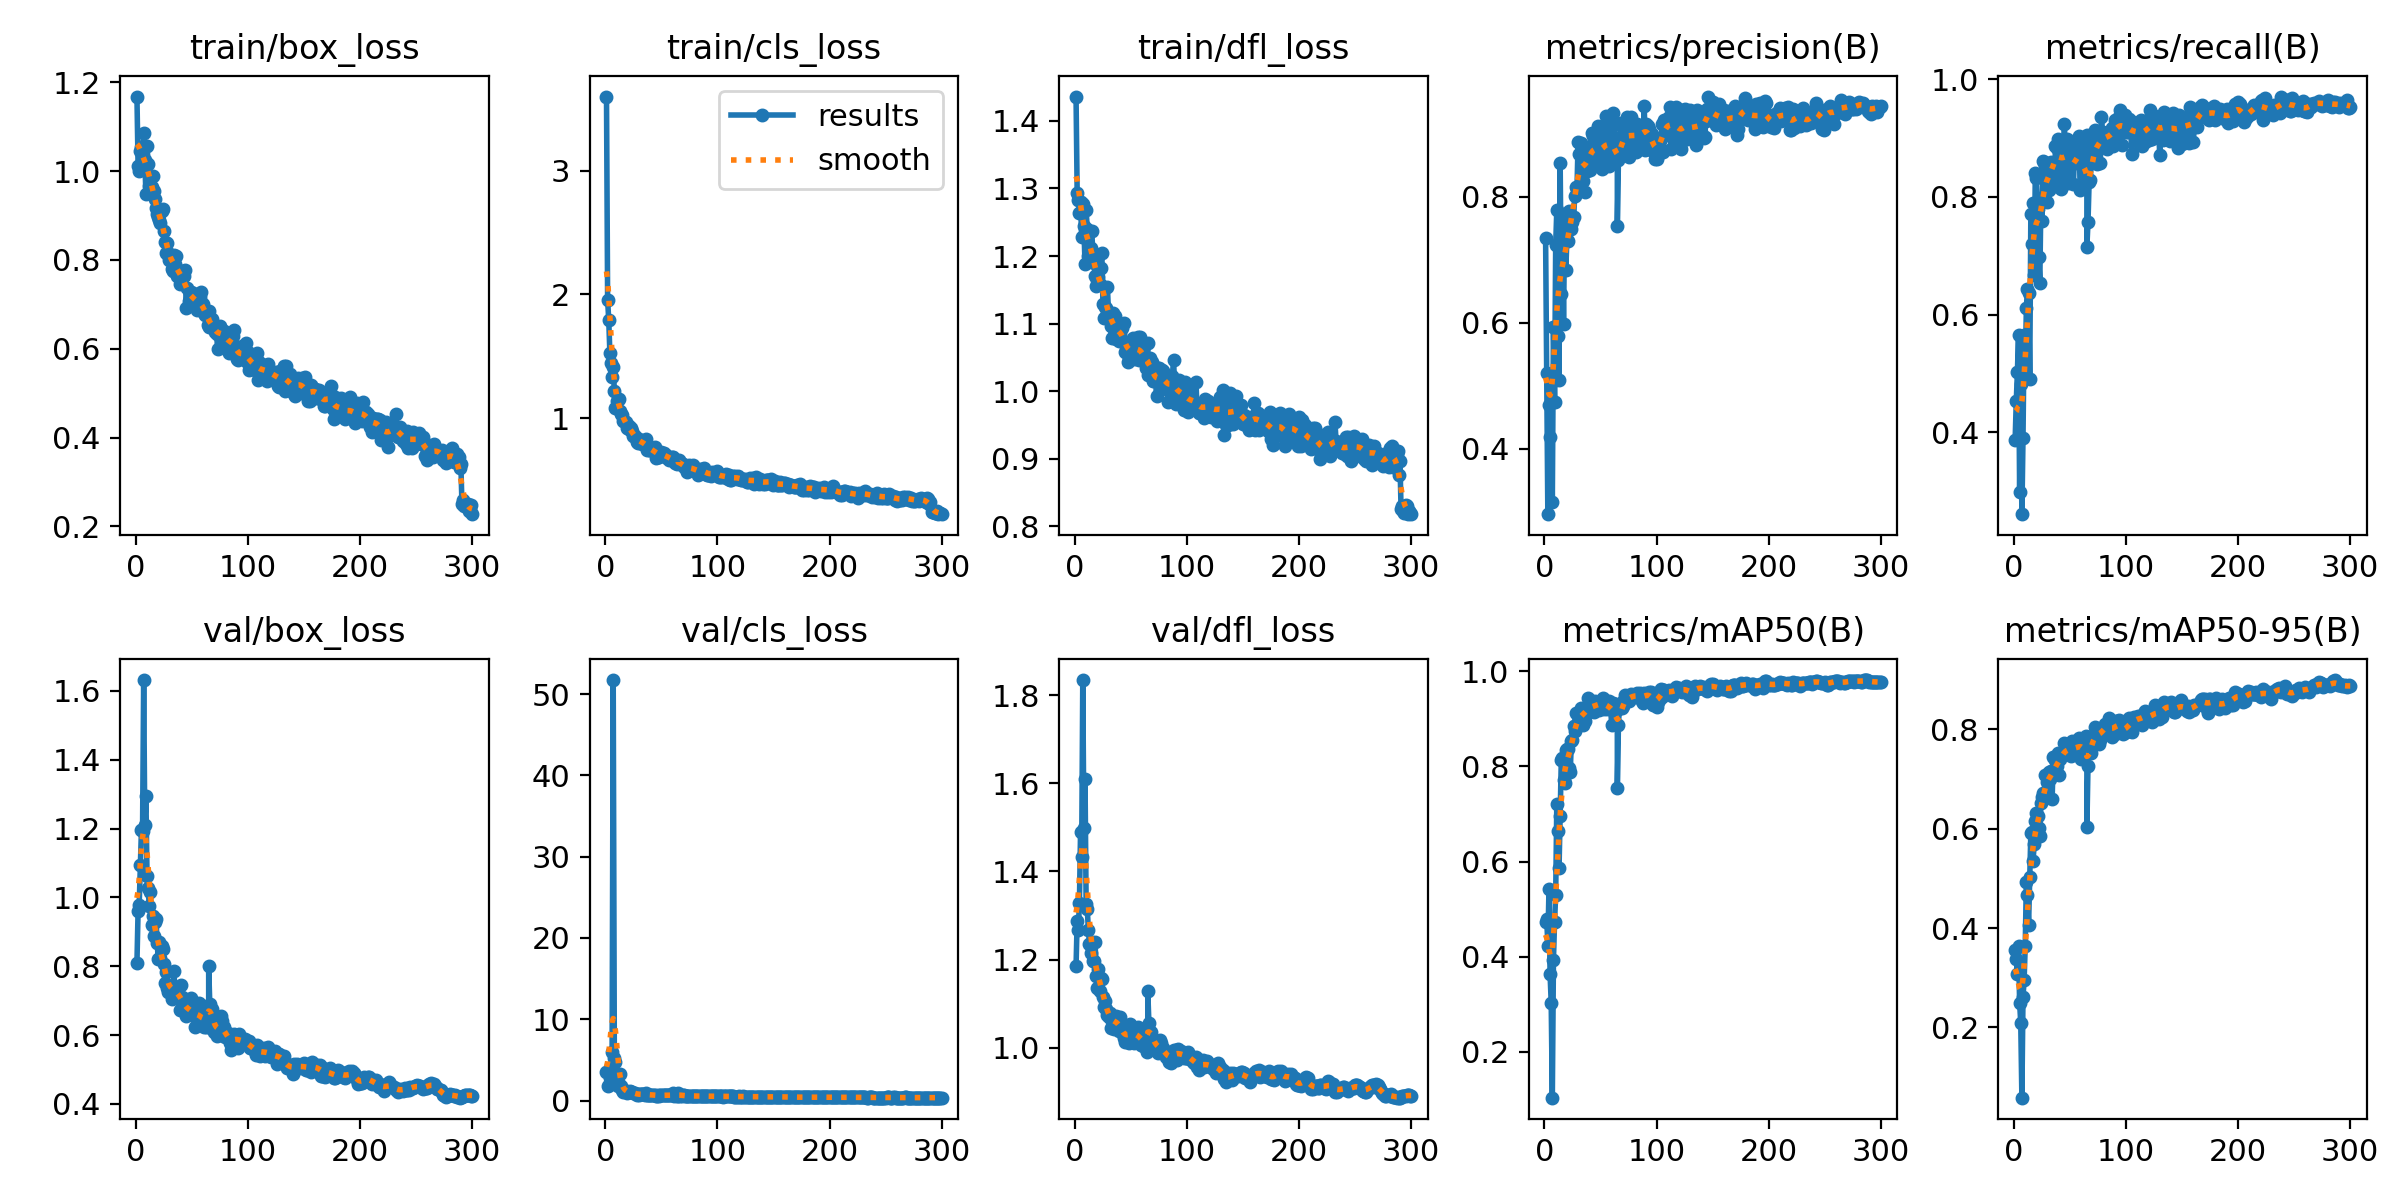 train/box_loss
train/cls_loss
train/dfl_loss
metrics/precision(B)
metrics/recall(B)
1.2
1.0
0.8
0.6
0.4
0.2
0 100 200 300
results
smooth
3
2
1
0 100 200 300
1.4
1.3
1.2
1.1
1.0
0.9
0.8
0 100 200 300
0.8
0.6
0.4
0 100 200 300
1.0
0.8
0.6
0.4
0 100 200 300
val/box_loss
val/cls_loss
val/dfl_loss
metrics/mAP50(B)
metrics/mAP50-95(B)
1.6
1.4
1.2
1.0
0.8
0.6
0.4
0 100 200 300
50
40
30
20
10
0
0 100 200 300
1.8
1.6
1.4
1.2
1.0
0 100 200 300
1.0
0.8
0.6
0.4
0.2
0 100 200 300
0.8
0.6
0.4
0.2
0 100 200 300